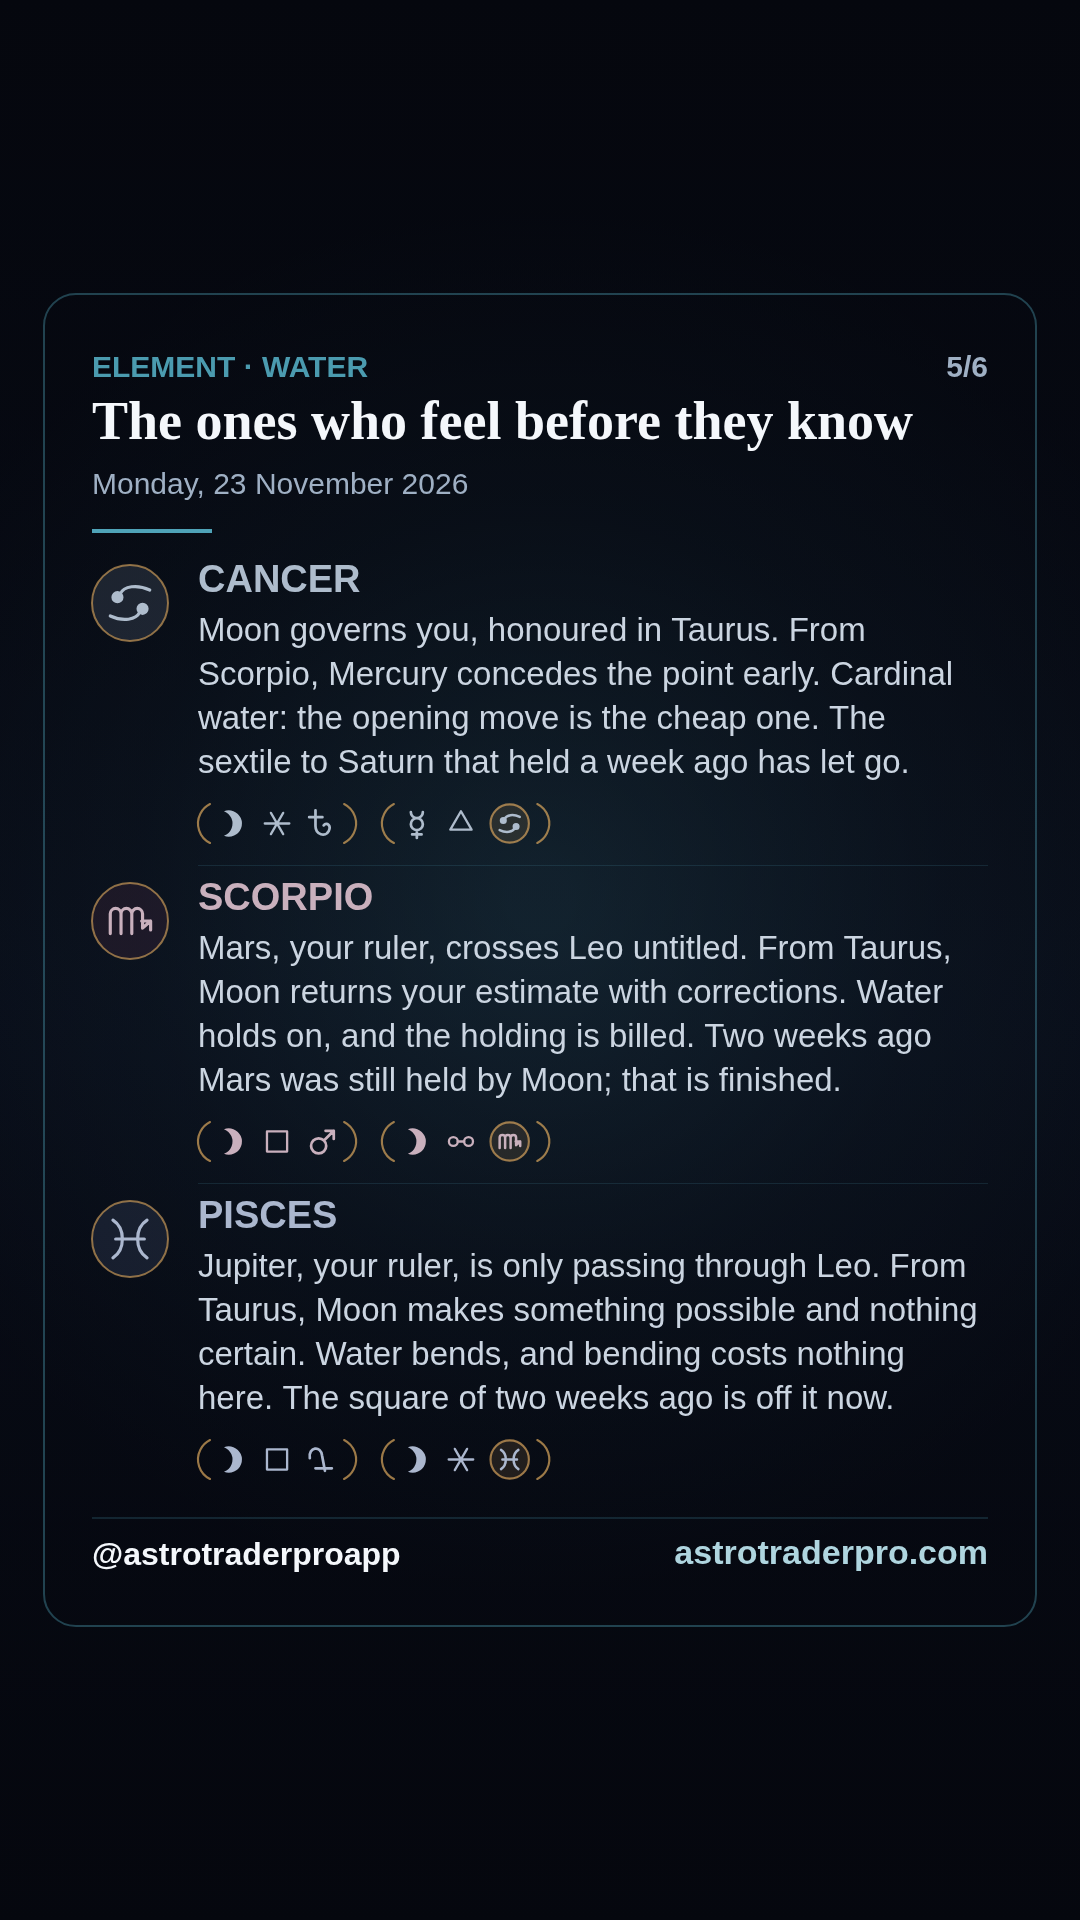 ELEMENT · WATER
5/6
The ones who feel before they know
Monday, 23 November 2026
CANCER
Moon governs you, honoured in Taurus. From
Scorpio, Mercury concedes the point early. Cardinal
water: the opening move is the cheap one. The
sextile to Saturn that held a week ago has let go.
SCORPIO
Mars, your ruler, crosses Leo untitled. From Taurus,
Moon returns your estimate with corrections. Water
holds on, and the holding is billed. Two weeks ago
Mars was still held by Moon; that is finished.
PISCES
Jupiter, your ruler, is only passing through Leo. From
Taurus, Moon makes something possible and nothing
certain. Water bends, and bending costs nothing
here. The square of two weeks ago is off it now.
@astrotraderproapp
astrotraderpro.com